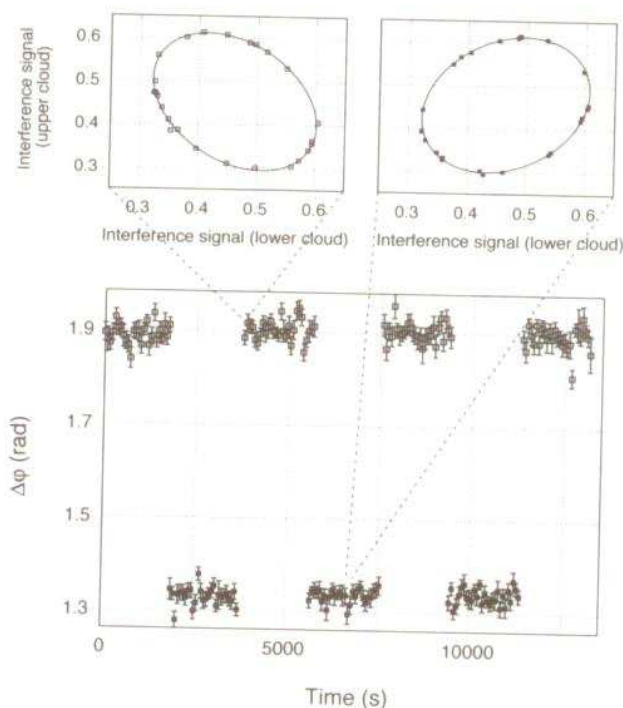 Interference signal
(upper cloud)
0.6
0.5
0.4
0.3
0.3 0.4 0.5 0.6
0.3 0.4 0.5 0.6
Interference signal (lower cloud)
Interference signal (lower cloud)
Δφ (rad)
1.9
1.7
1.5
1.3
0 5000 10000
Time (s)